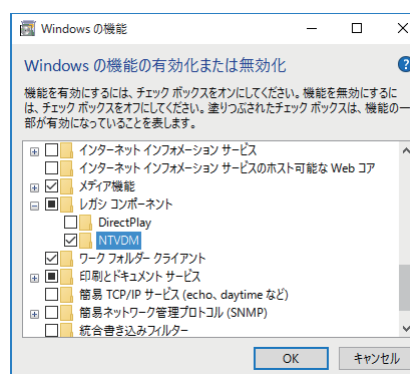 Windows の機能
Windows の機能の有効化または無効化
機能を有効にするには、チェック ボックスをオンにしてください。機能を無効にするに
は、チェック ボックスをオフにしてください。塗りつぶされたチェック ボックスは、機能の一
部が有効になっていることを表します。
インターネット インフォメーション サービス
インターネット インフォメーション サービスのホスト可能な Web コア
メディア機能
レガシ コンポーネント
DirectPlay
NTVDM
ワーク フォルダー クライアント
印刷とドキュメント サービス
簡易 TCP/IP サービス (echo、daytime など)
簡易ネットワーク管理プロトコル (SNMP)
統合書き込みフィルター
OK
キャンセル